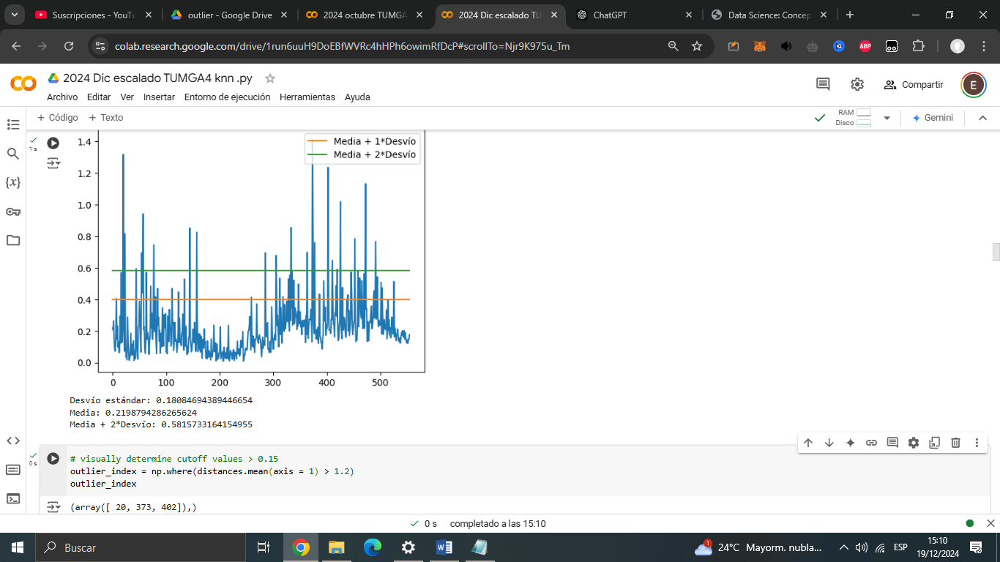 Suscripciones - YouTu
outlier - Google Drive
2024 octubre TUMGA
2024 Dic escalado TU
ChatGPT
Data Science: Concep
colab.research.google.com/drive/1run6uuH9DoEBfWVRc4hHPh6owimRfDcP#scrollTo=Njr9K975u_Tm
ABP
CO
2024 Dic escalado TUMGA4 knn .py
Compartir
E
Archivo Editar Ver Insertar Entorno de ejecución Herramientas Ayuda
+ Código + Texto
RAM
Disco
Gemini
{x}
1 s
1.4
1.2
1.0
0.8
0.6
0.4
0.2
0.0
Media + 1*Desvío
Media + 2*Desvío
0 100 200 300 400 500
Desvío estándar: 0.18084694389446654
Media: 0.2198794286265624
Media + 2*Desvío: 0.5815733164154955
0 s
# visually determine cutoff values > 0.15
outlier_index = np.where(distances.mean(axis = 1) > 1.2)
outlier_index
(array([ 20, 373, 402]),)
0 s completado a las 15:10
Buscar
1
24°C Mayorm. nubla...
ESP
15:10
19/12/2024